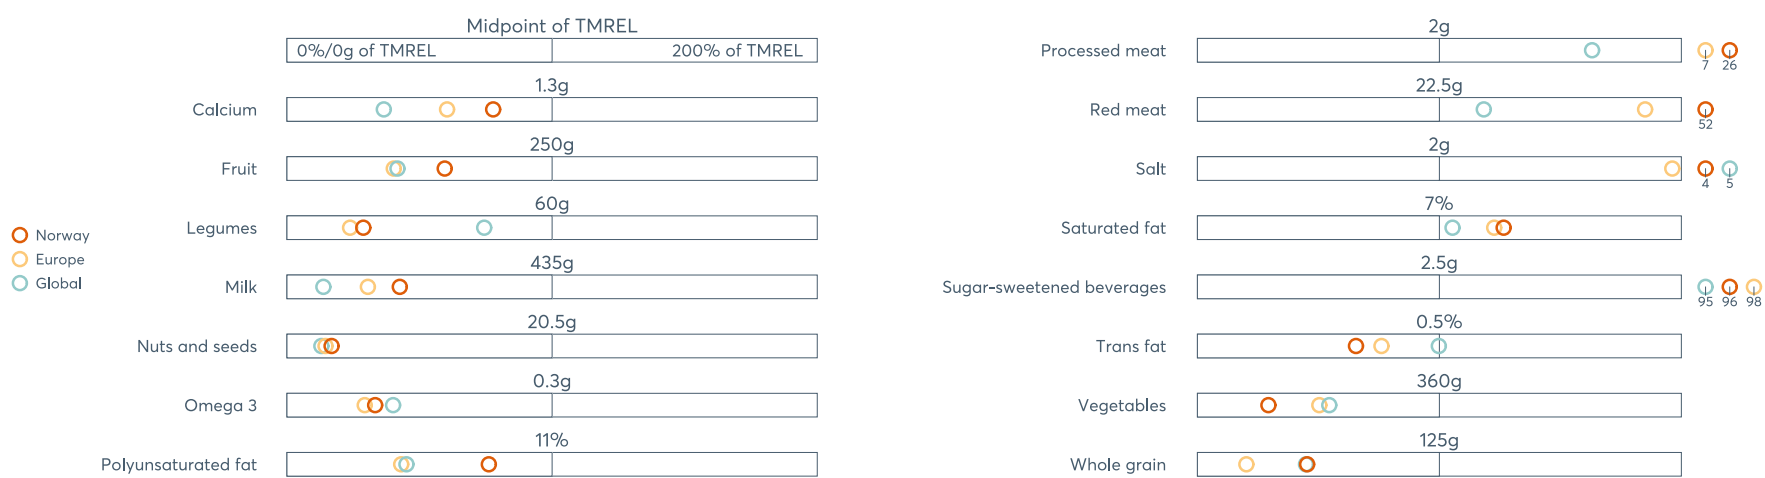 Midpoint of TMREL
0%/0g of TMREL 200% of TMREL
1.3g
Calcium
250g
Fruit
60g
Legumes
435g
Milk
20.5g
Nuts and seeds
0.3g
Omega 3
11%
Polyunsaturated fat
Norway
Europe
Global
2g
Processed meat
7 26
22.5g
Red meat
52
2g
Salt
4 5
7%
Saturated fat
2.5g
Sugar-sweetened beverages
95 96 98
0.5%
Trans fat
360g
Vegetables
125g
Whole grain